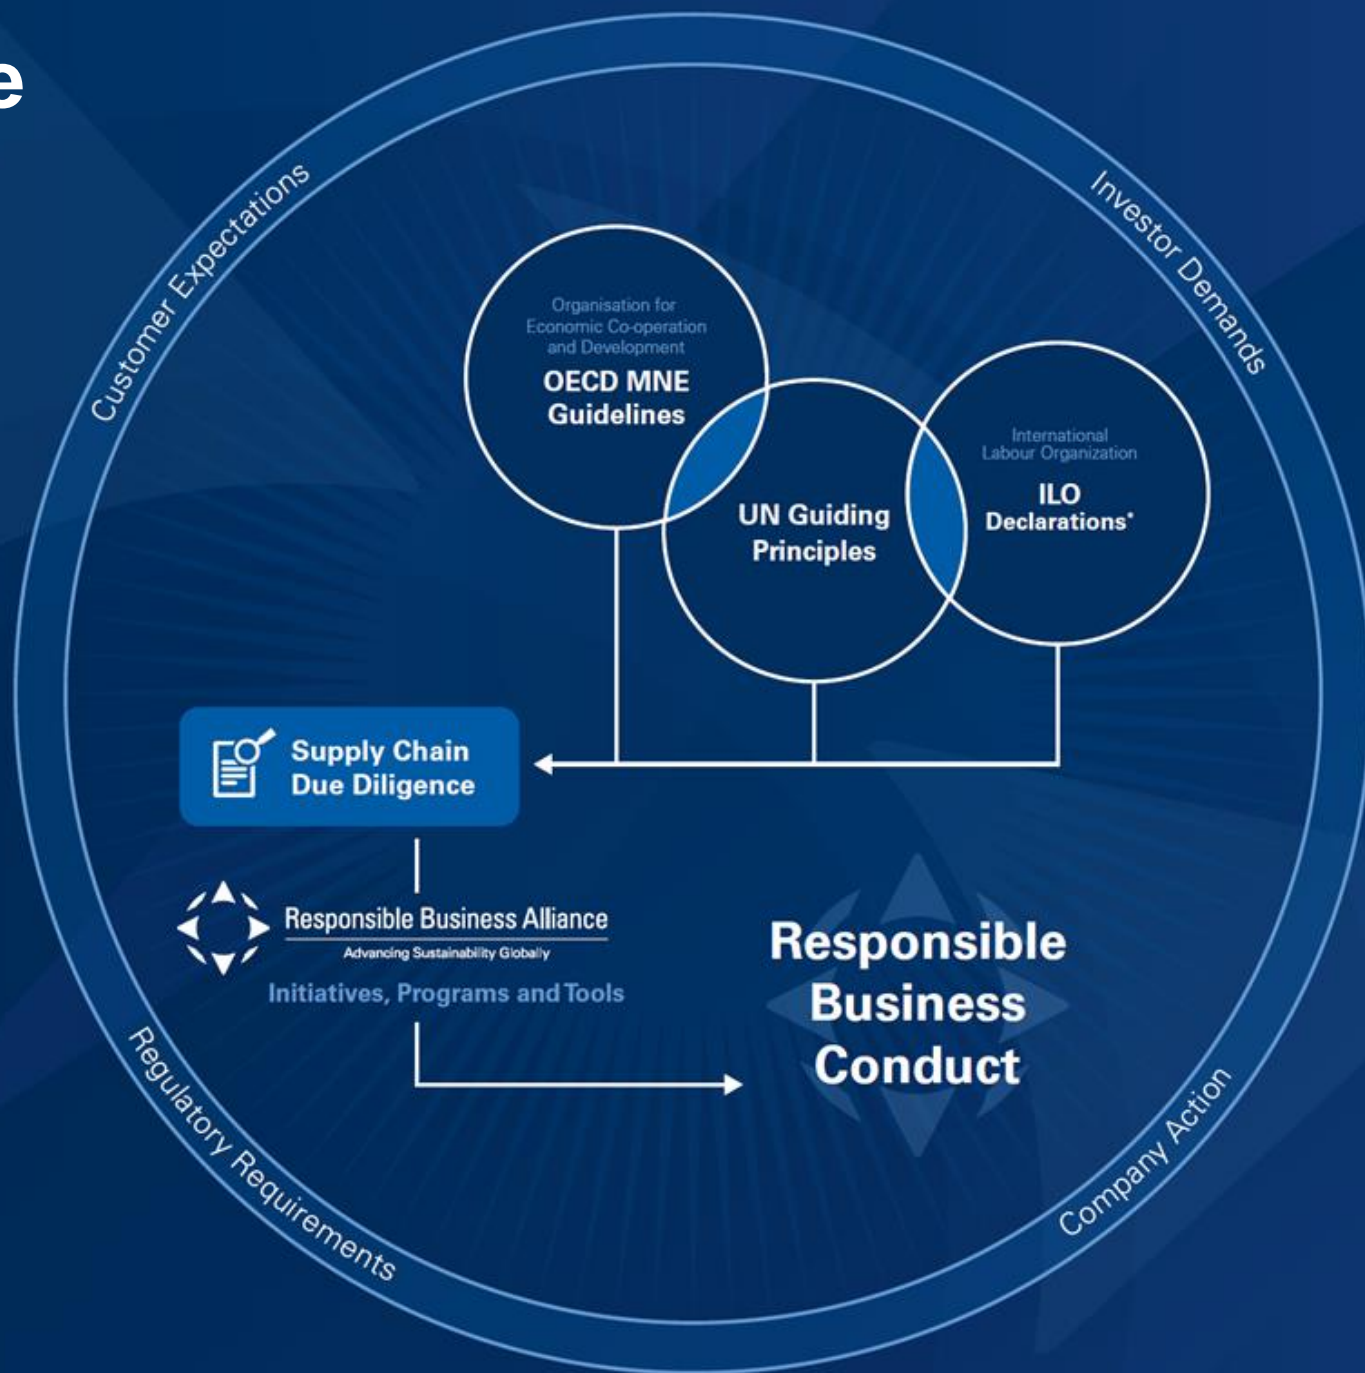 e
Customer Expectations
Investor Demands
Organisation for
Economic Co-operation
and Development
OECD MNE
Guidelines
UN Guiding
Principles
International
Labour Organization
ILO
Declarations*
Supply Chain
Due Diligence
Responsible Business Alliance
Advancing Sustainability Globally
Initiatives, Programs and Tools
Responsible
Business
Conduct
Regulatory Requirements
Company Action